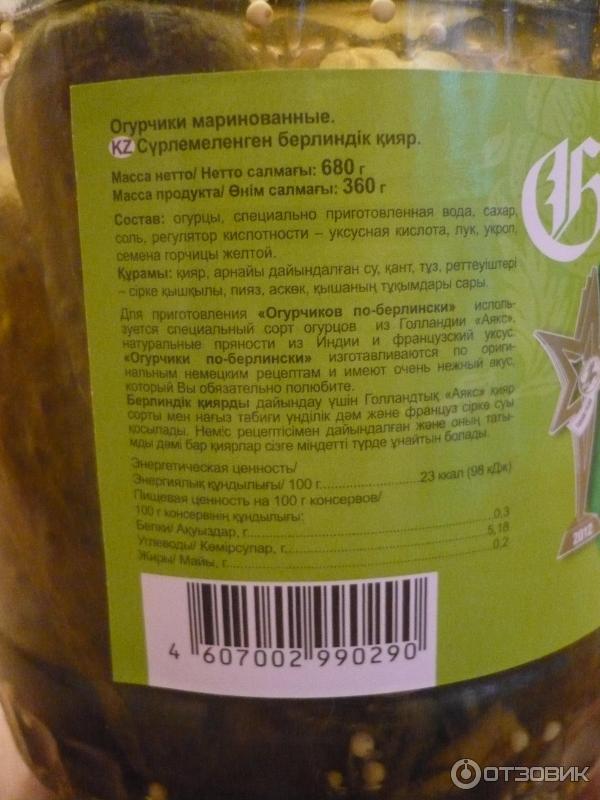 Огурчики маринованные.
KZ Сүрлемеленген берлиндік қияр.
Масса нетто/ Нетто салмағы: 680 г
Масса продукта/ Өнім салмағы: 360 г
Состав: огурцы, специально приготовленная вода, сахар,
соль, регулятор кислотности – уксусная кислота, лук, укроп,
семена горчицы желтой.
Құрамы: қияр, арнайы дайындалған су, қант, тұз, реттеуіштері
– сірке қышқылы, пияз, аскөк, қышаның тұқымдары сары.
Для приготовления «Огурчиков по-берлински» исполь-
зуется специальный сорт огурцов из Голландии «Аякс»,
натуральные пряности из Индии и французский уксус.
«Огурчики по-берлински» изготавливаются по ориги-
нальным немецким рецептам и имеют очень нежный вкус,
который Вы обязательно полюбите.
Берлиндік қиярды дайындау үшін Голландтық «Аякс» қияр
сорты мен нағыз табиғи үнділік дәм және француз сірке суы
қосылады. Неміс рецептісімен дайындалған және оның таты-
мды дәмі бар қиярлар сізге міндетті түрде ұнайтын болады.
Энергетическая ценность/
Энергиялық құндылығы/ 100 г. 23 ккал (98 кДж)
Пищевая ценность на 100 г консервов/
100 г консервінің құндылығы:
Белки/ Ақуыздар, г. 0,3
Углеводы/ Көмірсулар, г. 5,18
Жиры/ Майы, г. 0,2
4 607002 990290
2012
ОТЗОВИК